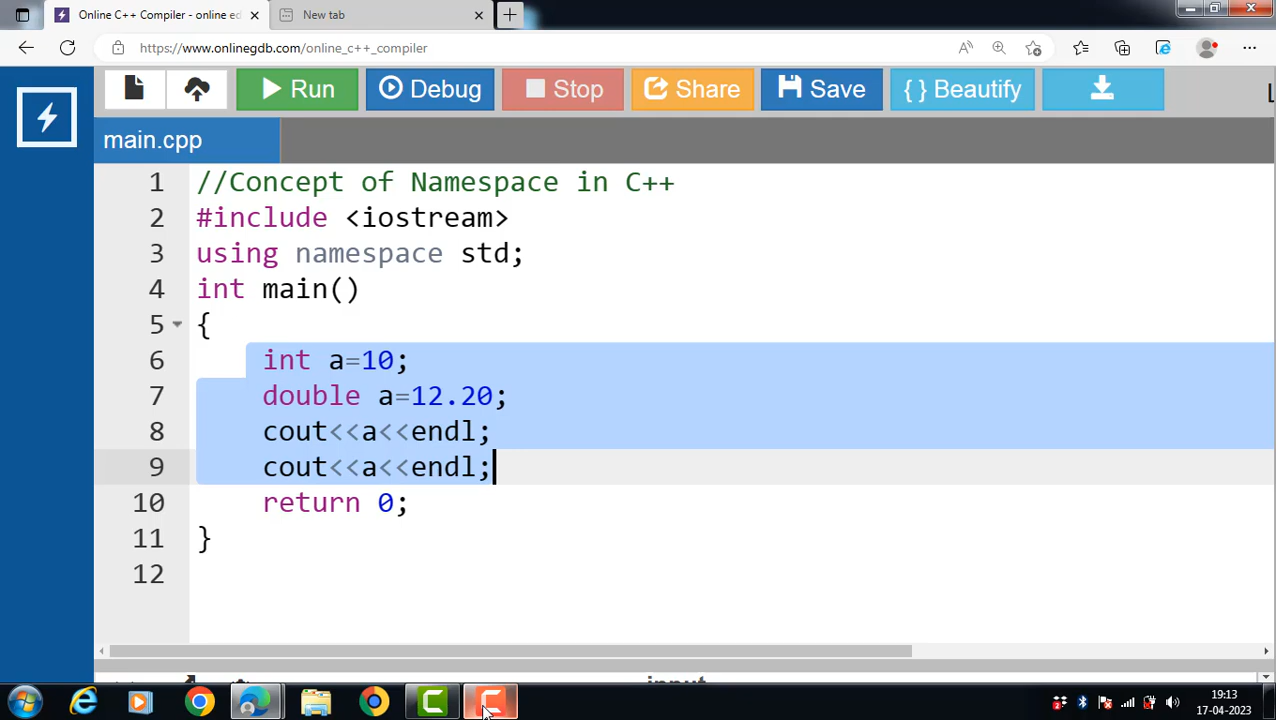 Online C++ Compiler - online ed
New tab
https://www.onlinegdb.com/online_c++_compiler
Run
Debug
Stop
Share
Save
{ } Beautify
main.cpp
1 //Concept of Namespace in C++
2 #include <iostream>
3 using namespace std;
4 int main()
5 {
6 int a=10;
7 double a=12.20;
8 cout<<a<<endl;
9 cout<<a<<endl;
10 return 0;
11 }
12
19:13
17-04-2023